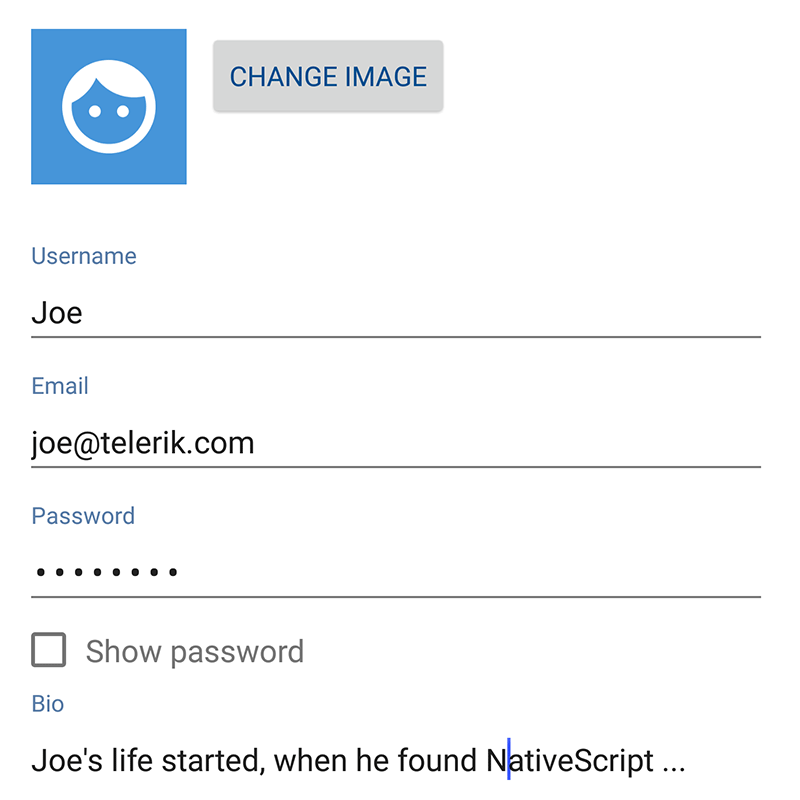 CHANGE IMAGE
Username
Joe
Email
joe@telerik.com
Password
••••••••
Show password
Bio
Joe's life started, when he found NativeScript ...